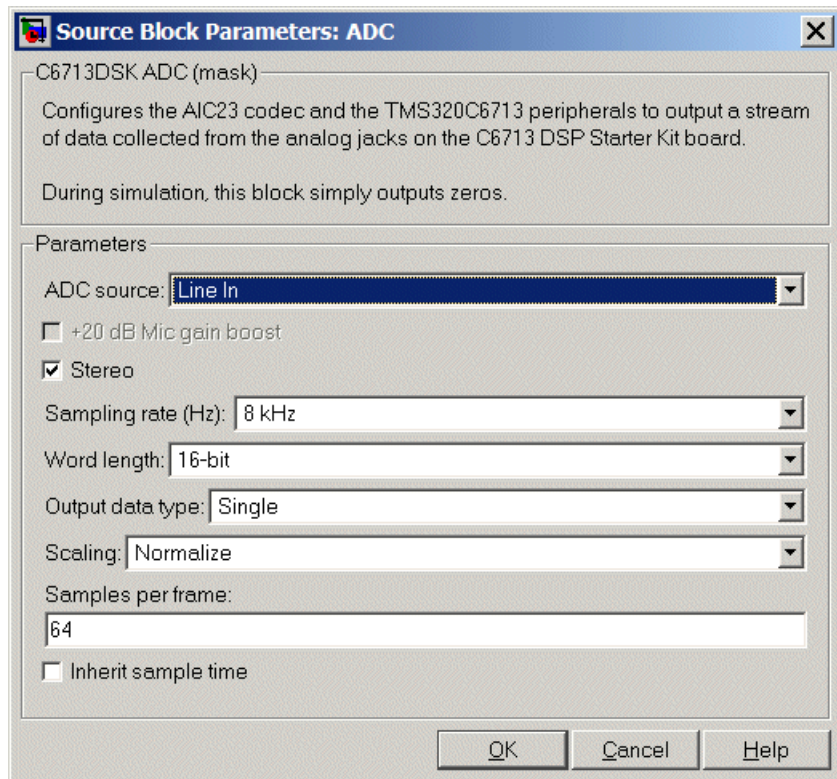 Source Block Parameters: ADC
C6713DSK ADC (mask)
Configures the AIC23 codec and the TMS320C6713 peripherals to output a stream
of data collected from the analog jacks on the C6713 DSP Starter Kit board.
During simulation, this block simply outputs zeros.
Parameters
ADC source: Line In
+20 dB Mic gain boost
Stereo
Sampling rate (Hz): 8 kHz
Word length: 16-bit
Output data type: Single
Scaling: Normalize
Samples per frame:
64
Inherit sample time
OK Cancel Help